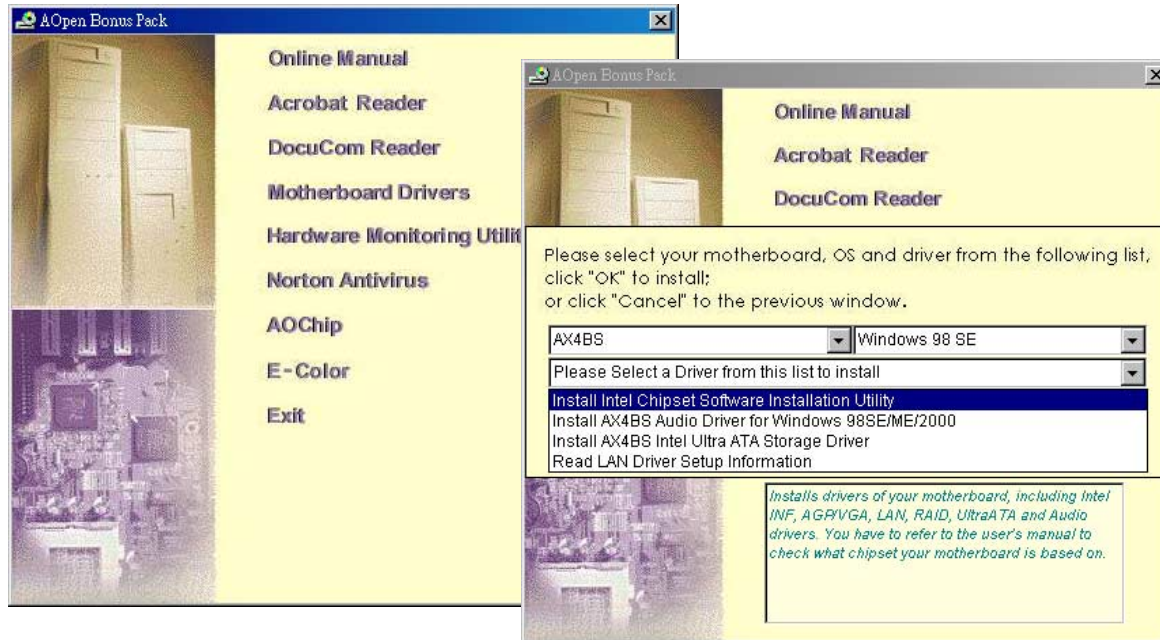 AOpen Bonus Pack
Online Manual
Acrobat Reader
DocuCom Reader
Motherboard Drivers
Hardware Monitoring Utilit
Norton Antivirus
AOChip
E-Color
Exit
AOpen Bonus Pack
Online Manual
Acrobat Reader
DocuCom Reader
Please select your motherboard, OS and driver from the following list,
click "OK" to install;
or click "Cancel" to the previous window.
AX4BS
Windows 98 SE
Please Select a Driver from this list to install
Install Intel Chipset Software Installation Utility
Install AX4BS Audio Driver for Windows 98SE/ME/2000
Install AX4BS Intel Ultra ATA Storage Driver
Read LAN Driver Setup Information
Installs drivers of your motherboard, including Intel
INF, AGP/VGA, LAN, RAID, UltraATA and Audio
drivers. You have to refer to the user's manual to
check what chipset your motherboard is based on.